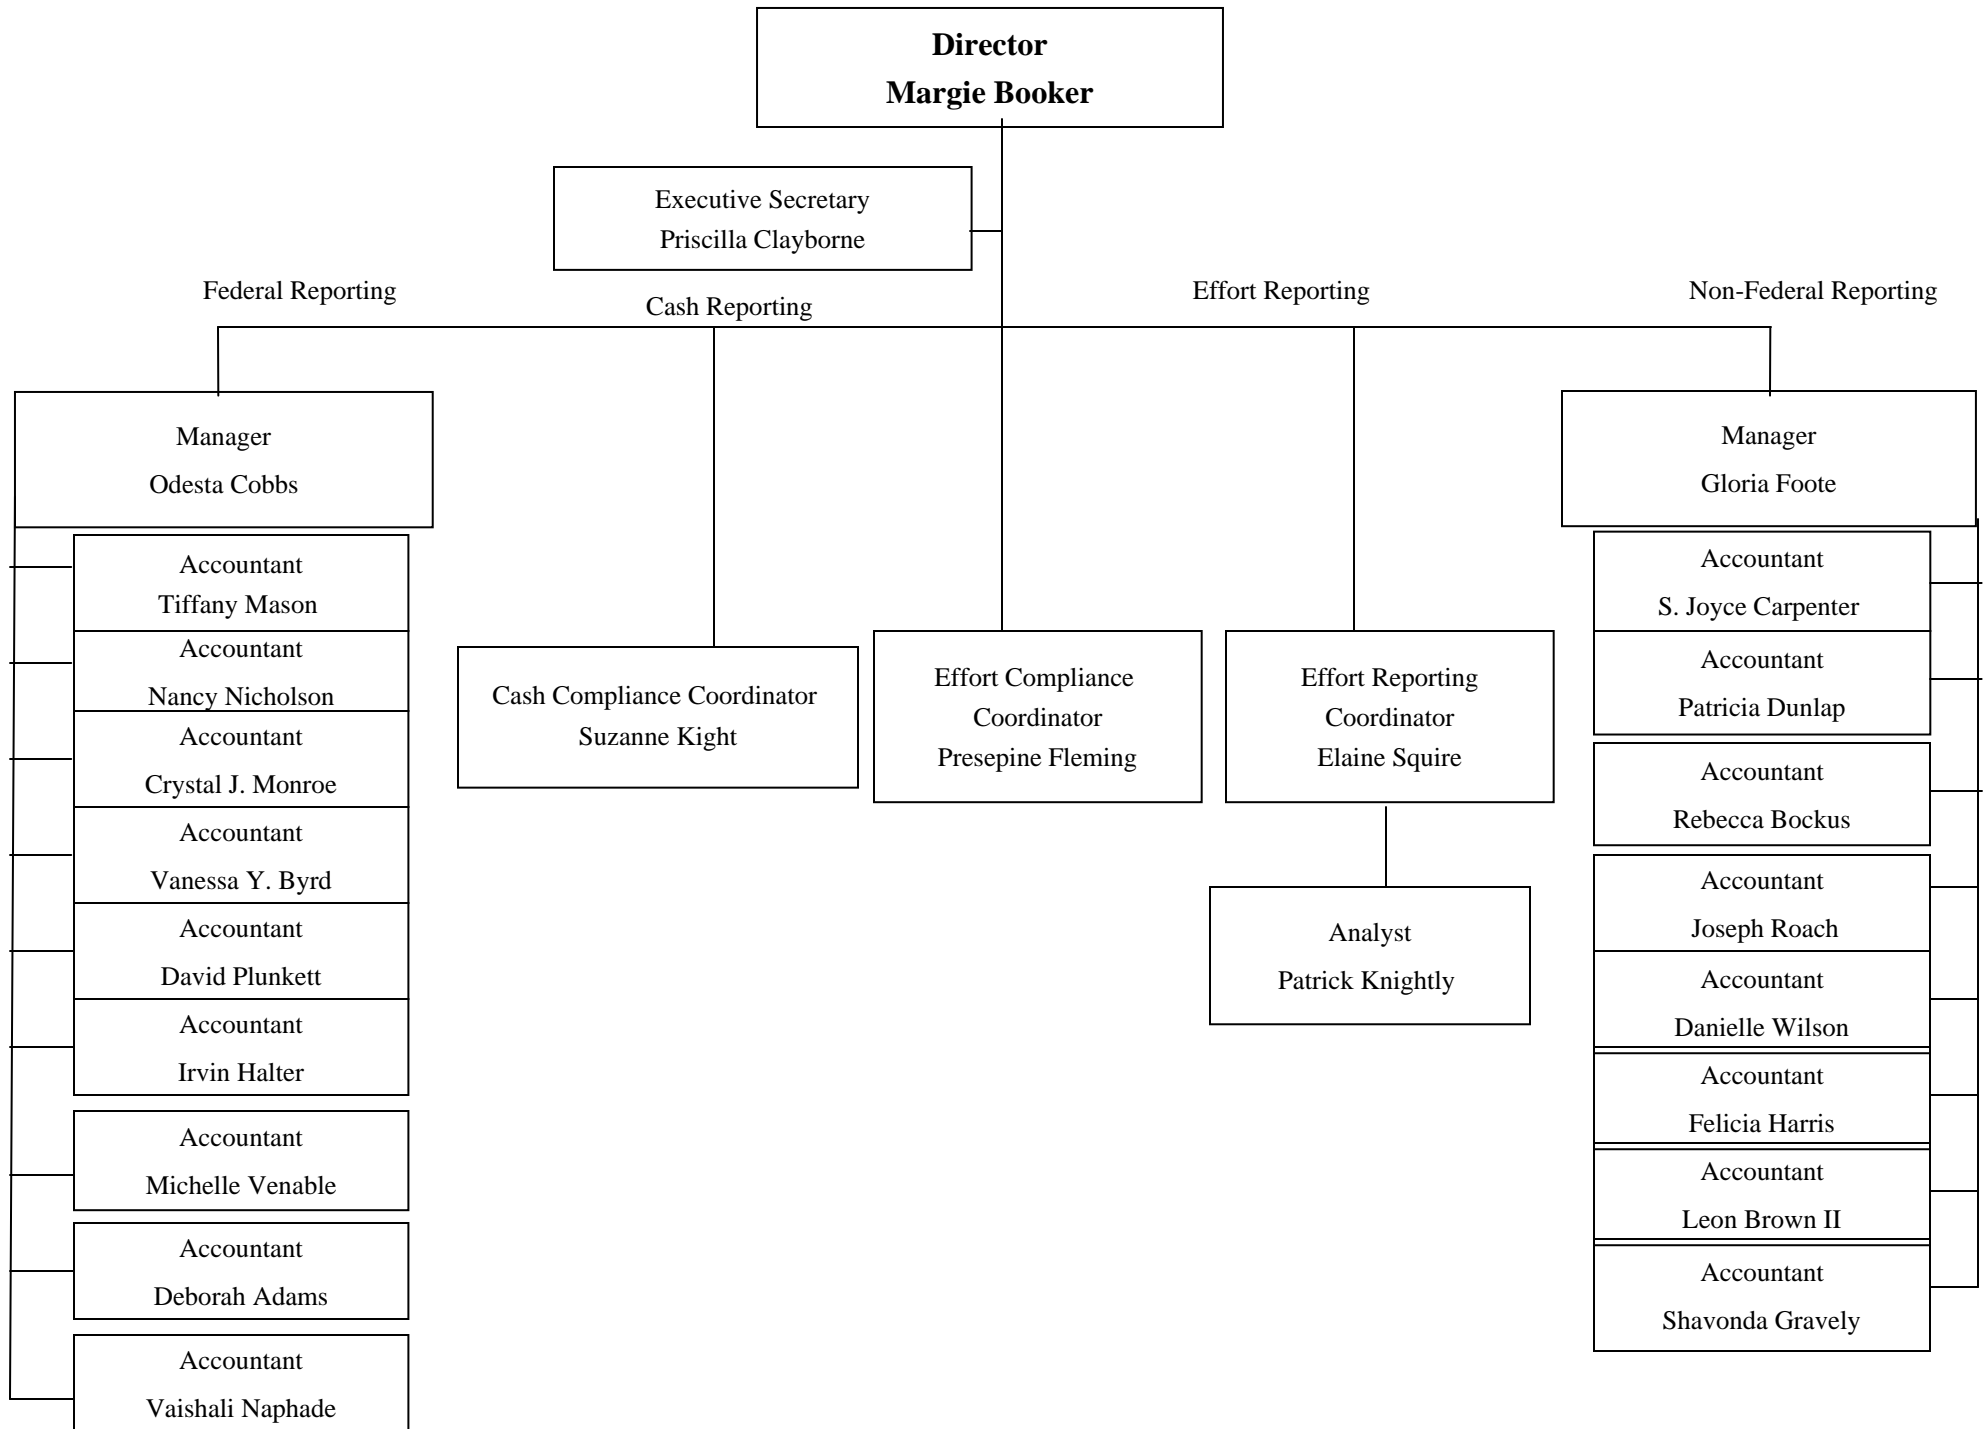 Director
Margie Booker
Executive Secretary
Priscilla Clayborne
Federal Reporting
Cash Reporting
Effort Reporting
Non-Federal Reporting
Manager
Odesta Cobbs
Accountant
Tiffany Mason
Accountant
Nancy Nicholson
Accountant
Crystal J. Monroe
Accountant
Vanessa Y. Byrd
Accountant
David Plunkett
Accountant
Irvin Halter
Accountant
Michelle Venable
Accountant
Deborah Adams
Accountant
Vaishali Naphade
Cash Compliance Coordinator
Suzanne Kight
Effort Compliance
Coordinator
Presepine Fleming
Effort Reporting
Coordinator
Elaine Squire
Analyst
Patrick Knightly
Manager
Gloria Foote
Accountant
S. Joyce Carpenter
Accountant
Patricia Dunlap
Accountant
Rebecca Bockus
Accountant
Joseph Roach
Accountant
Danielle Wilson
Accountant
Felicia Harris
Accountant
Leon Brown II
Accountant
Shavonda Gravely